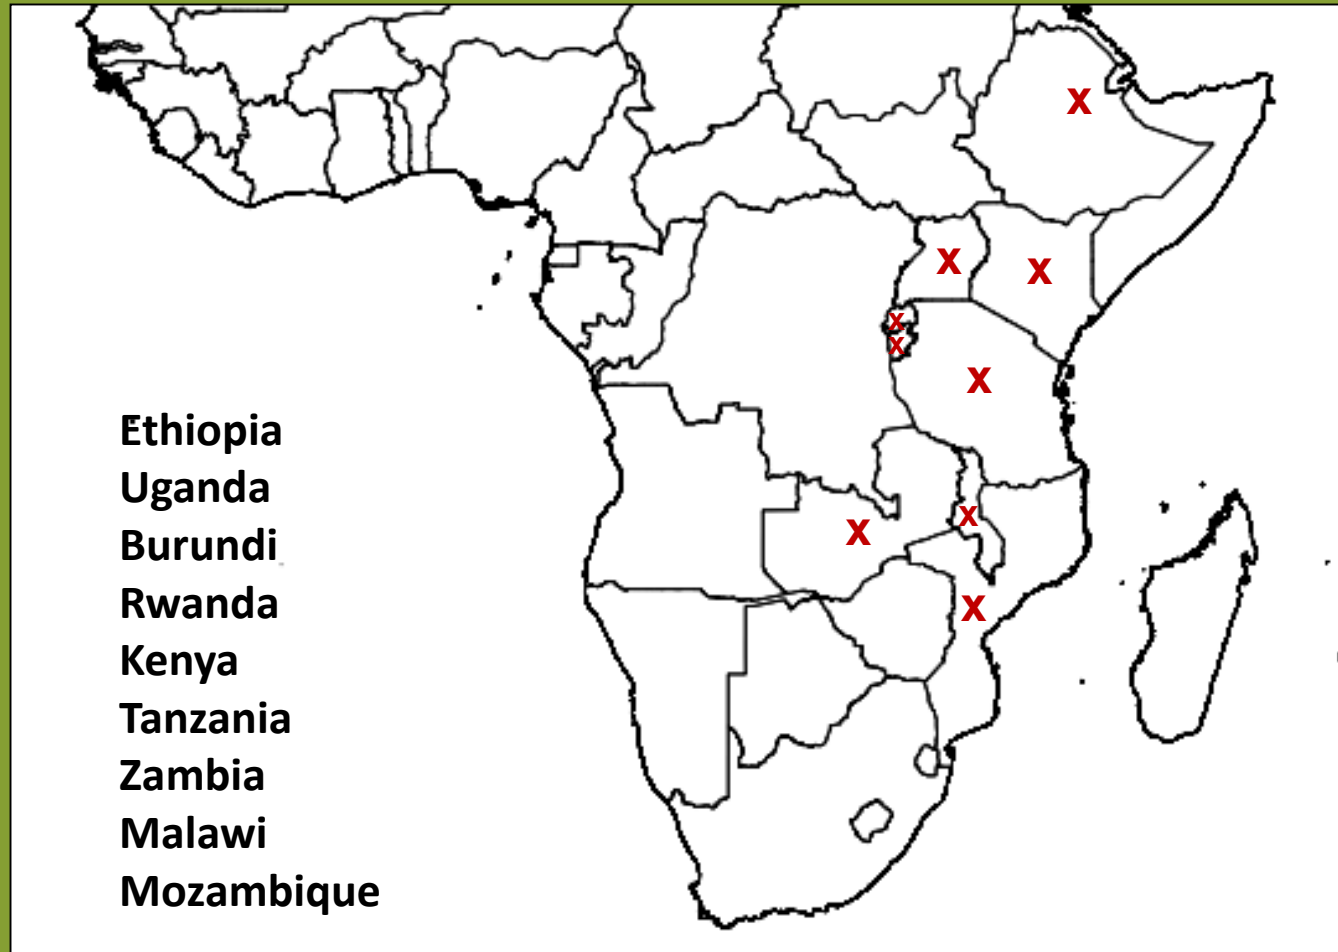 X
X
X
X
X
X
X
X
X
Ethiopia
Uganda
Burundi
Rwanda
Kenya
Tanzania
Zambia
Malawi
Mozambique